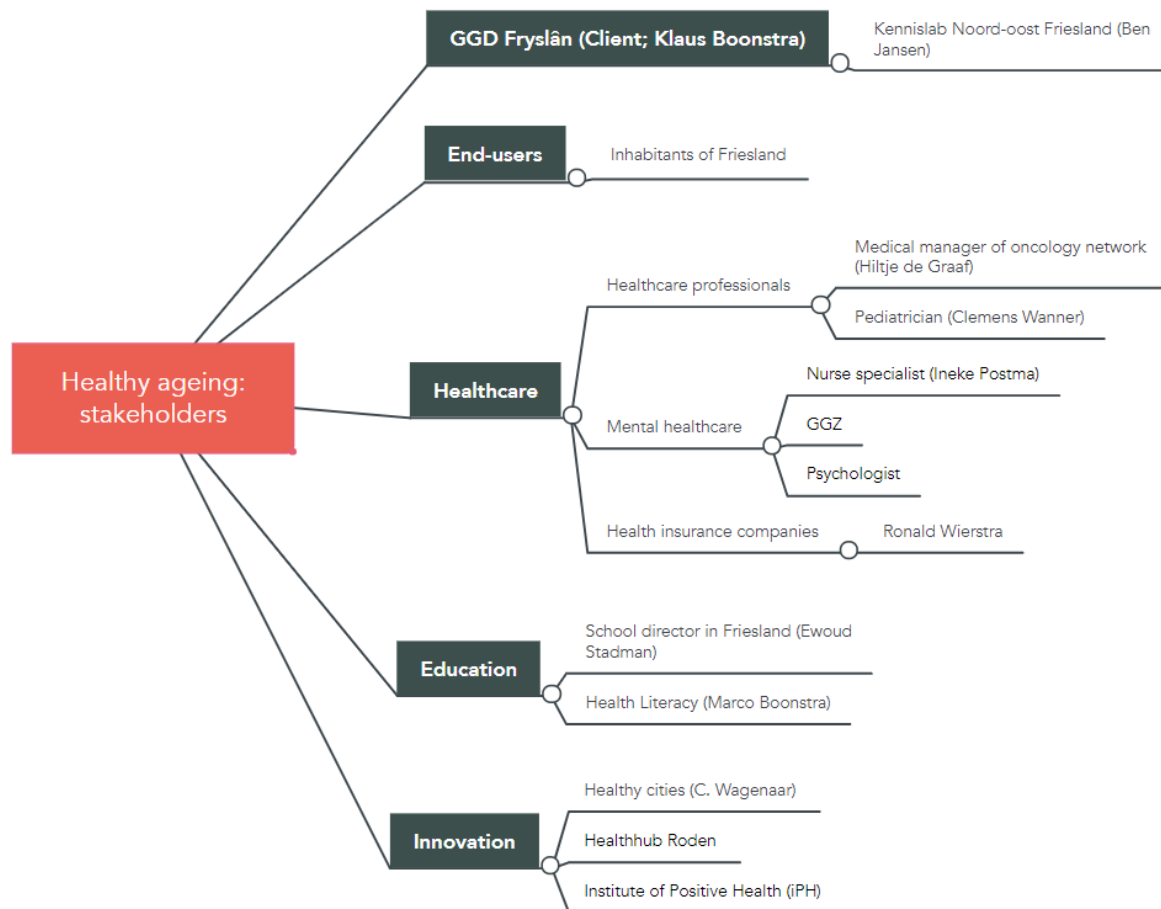 GGD Fryslân (Client; Klaus Boonstra)
Kennislab Noord-oost Friesland (Ben
Jansen)
End-users
Inhabitants of Friesland
Healthy ageing:
stakeholders
Healthcare
Healthcare professionals
Medical manager of oncology network
(Hiltje de Graaf)
Pediatrician (Clemens Wanner)
Mental healthcare
Nurse specialist (Ineke Postma)
GGZ
Psychologist
Health insurance companies
Ronald Wierstra
Education
School director in Friesland (Ewoud
Stadman)
Health Literacy (Marco Boonstra)
Innovation
Healthy cities (C. Wagenaar)
Healthhub Roden
Institute of Positive Health (iPH)